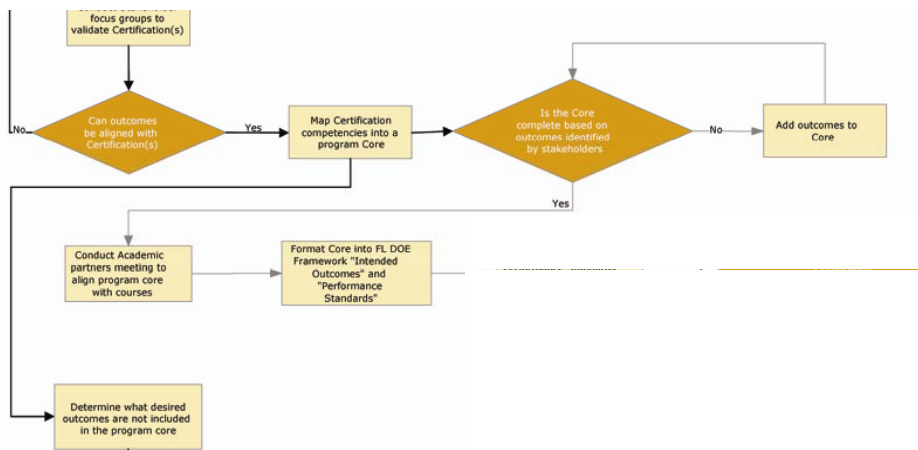 focus groups to
validate Certification(s)
Can outcomes
be aligned with
Certification(s)
No
Yes
Map Certification
competencies into a
program Core
Is the Core
complete based on
outcomes identified
by stakeholders
No
Add outcomes to
Core
Yes
Conduct Academic
partners meeting to
align program core
with courses
Format Core into FL DOE
Framework "Intended
Outcomes" and
"Performance
Standards"
Determine what desired
outcomes are not included
in the program core